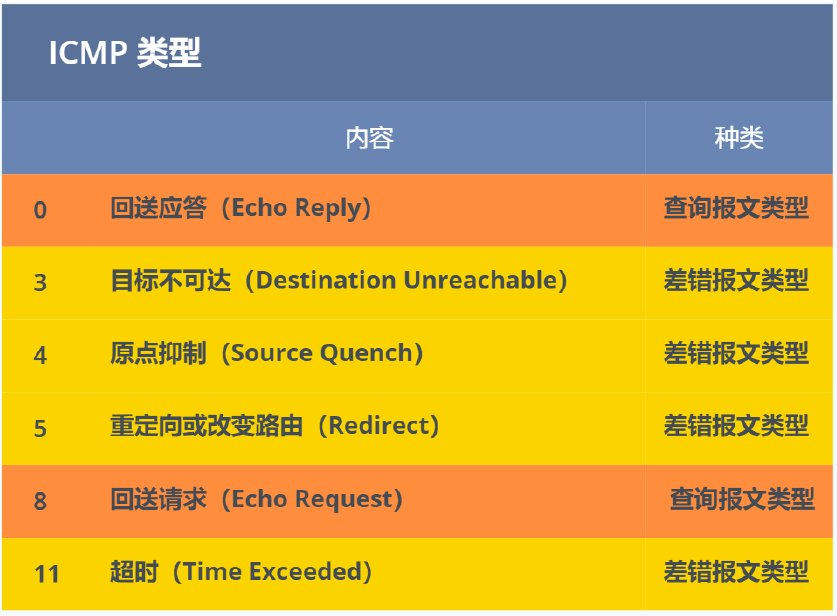 ICMP 类型
内容 种类
0 回送应答（Echo Reply） 查询报文类型
3 目标不可达（Destination Unreachable） 差错报文类型
4 原点抑制（Source Quench） 差错报文类型
5 重定向或改变路由（Redirect） 差错报文类型
8 回送请求（Echo Request） 查询报文类型
11 超时（Time Exceeded） 差错报文类型